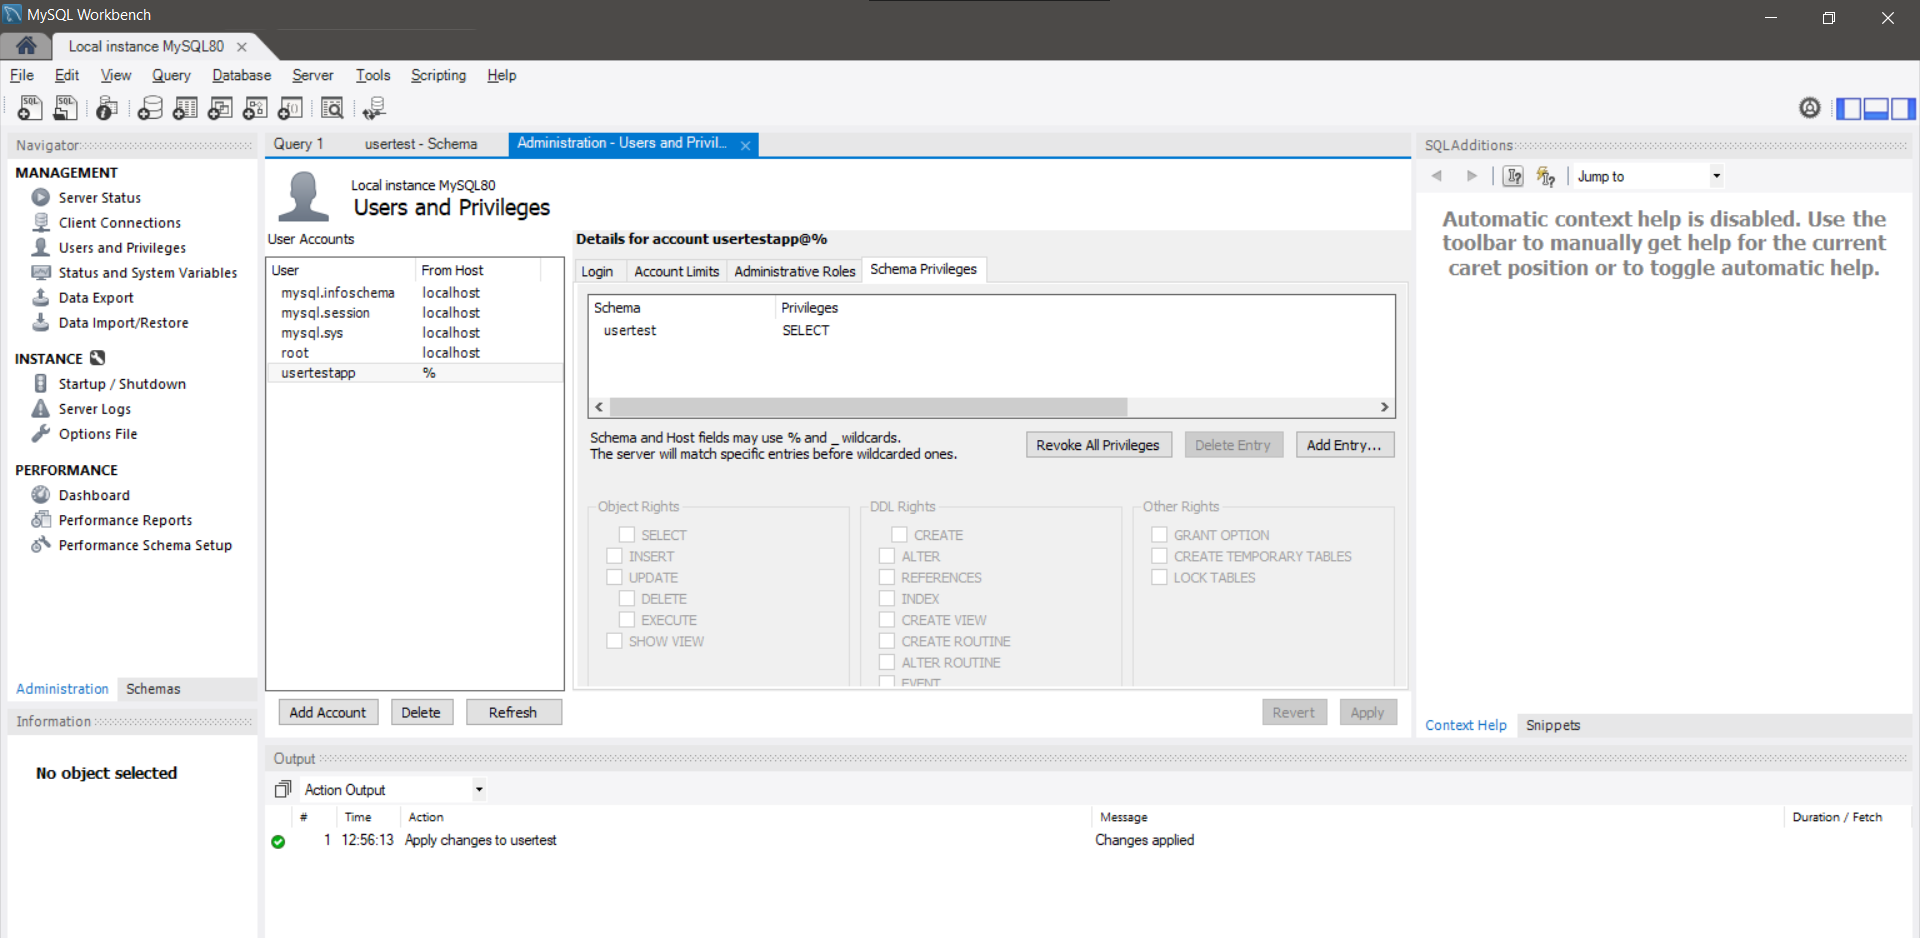 MySQL Workbench
Local instance MySQL80
File Edit View Query Database Server Tools Scripting Help
Navigator
MANAGEMENT
Server Status
Client Connections
Users and Privileges
Status and System Variables
Data Export
Data Import/Restore
INSTANCE
Startup / Shutdown
Server Logs
Options File
PERFORMANCE
Dashboard
Performance Reports
Performance Schema Setup
Administration Schemas
Information
No object selected
Query 1 usertest - Schema Administration - Users and Privil...
Local instance MySQL80
Users and Privileges
User Accounts
User From Host
mysql.infoschema localhost
mysql.session localhost
mysql.sys localhost
root localhost
usertestapp %
Add Account Delete Refresh
Details for account usertestapp@%
Login Account Limits Administrative Roles Schema Privileges
Schema Privileges
usertest SELECT
Schema and Host fields may use % and _ wildcards.
The server will match specific entries before wildcarded ones.
Revoke All Privileges Delete Entry Add Entry...
Object Rights
SELECT
INSERT
UPDATE
DELETE
EXECUTE
SHOW VIEW
DDL Rights
CREATE
ALTER
REFERENCES
INDEX
CREATE VIEW
CREATE ROUTINE
ALTER ROUTINE
EVENT
Other Rights
GRANT OPTION
CREATE TEMPORARY TABLES
LOCK TABLES
Revert Apply
SQLAdditions
Jump to
Automatic context help is disabled. Use the
toolbar to manually get help for the current
caret position or to toggle automatic help.
Context Help Snippets
Output
Action Output
# Time Action Message Duration / Fetch
1 12:56:13 Apply changes to usertest Changes applied